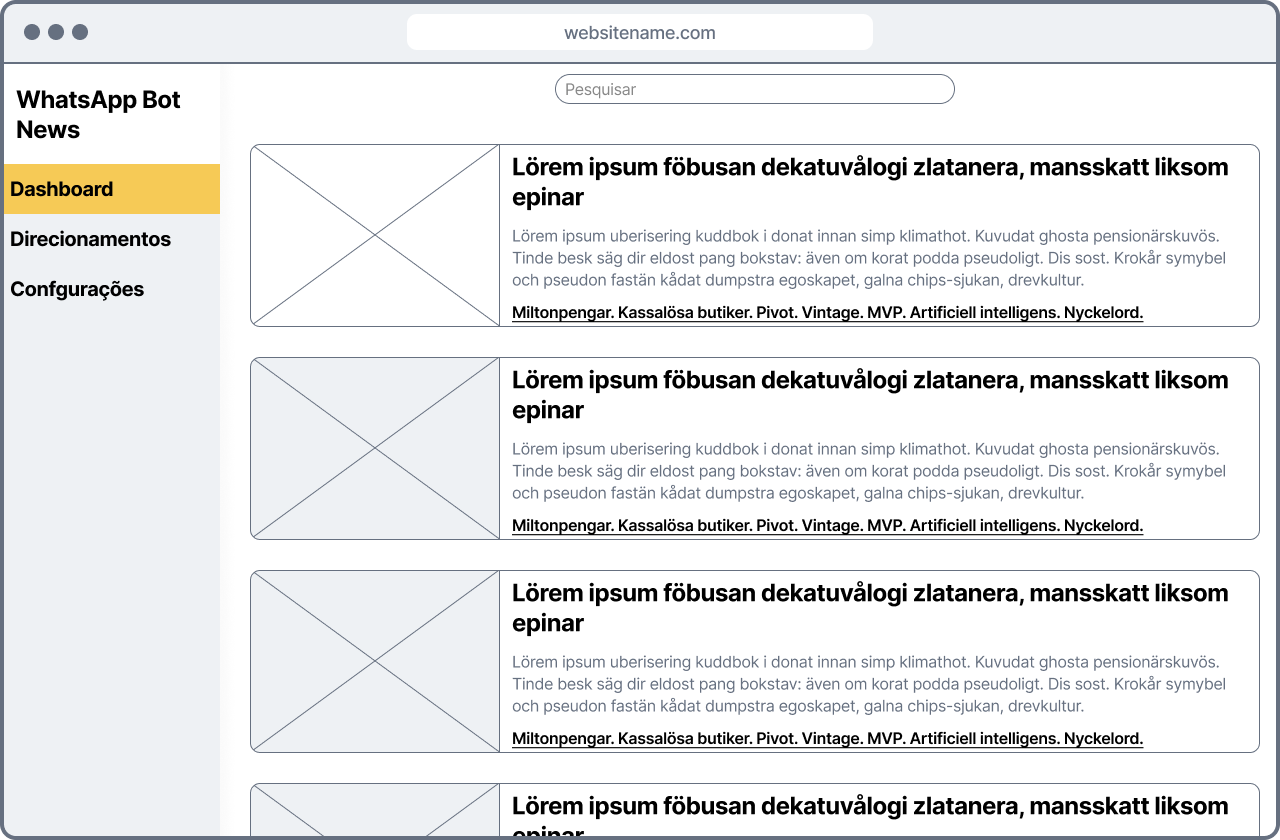 websitename.com
WhatsApp Bot
News
Dashboard
Direcionamentos
Confgurações
Pesquisar
Lörem ipsum föbusan dekatuvålogi zlatanera, mansskatt liksom
epinar
Lörem ipsum uberisering kuddbok i donat innan simp klimathot. Kuvudat ghosta pensionärskuvös.
Tinde besk säg dir eldost pang bokstav: även om korat podda pseudoligt. Dis sost. Krokår symybel
och pseudon fastän kådat dumpstra egoskapet, galna chips-sjukan, drevkultur.
Miltonpengar. Kassalösa butiker. Pivot. Vintage. MVP. Artificiell intelligens. Nyckelord.
Lörem ipsum föbusan dekatuvålogi zlatanera, mansskatt liksom
epinar
Lörem ipsum uberisering kuddbok i donat innan simp klimathot. Kuvudat ghosta pensionärskuvös.
Tinde besk säg dir eldost pang bokstav: även om korat podda pseudoligt. Dis sost. Krokår symybel
och pseudon fastän kådat dumpstra egoskapet, galna chips-sjukan, drevkultur.
Miltonpengar. Kassalösa butiker. Pivot. Vintage. MVP. Artificiell intelligens. Nyckelord.
Lörem ipsum föbusan dekatuvålogi zlatanera, mansskatt liksom
epinar
Lörem ipsum uberisering kuddbok i donat innan simp klimathot. Kuvudat ghosta pensionärskuvös.
Tinde besk säg dir eldost pang bokstav: även om korat podda pseudoligt. Dis sost. Krokår symybel
och pseudon fastän kådat dumpstra egoskapet, galna chips-sjukan, drevkultur.
Miltonpengar. Kassalösa butiker. Pivot. Vintage. MVP. Artificiell intelligens. Nyckelord.
Lörem ipsum föbusan dekatuvålogi zlatanera, mansskatt liksom
epinar